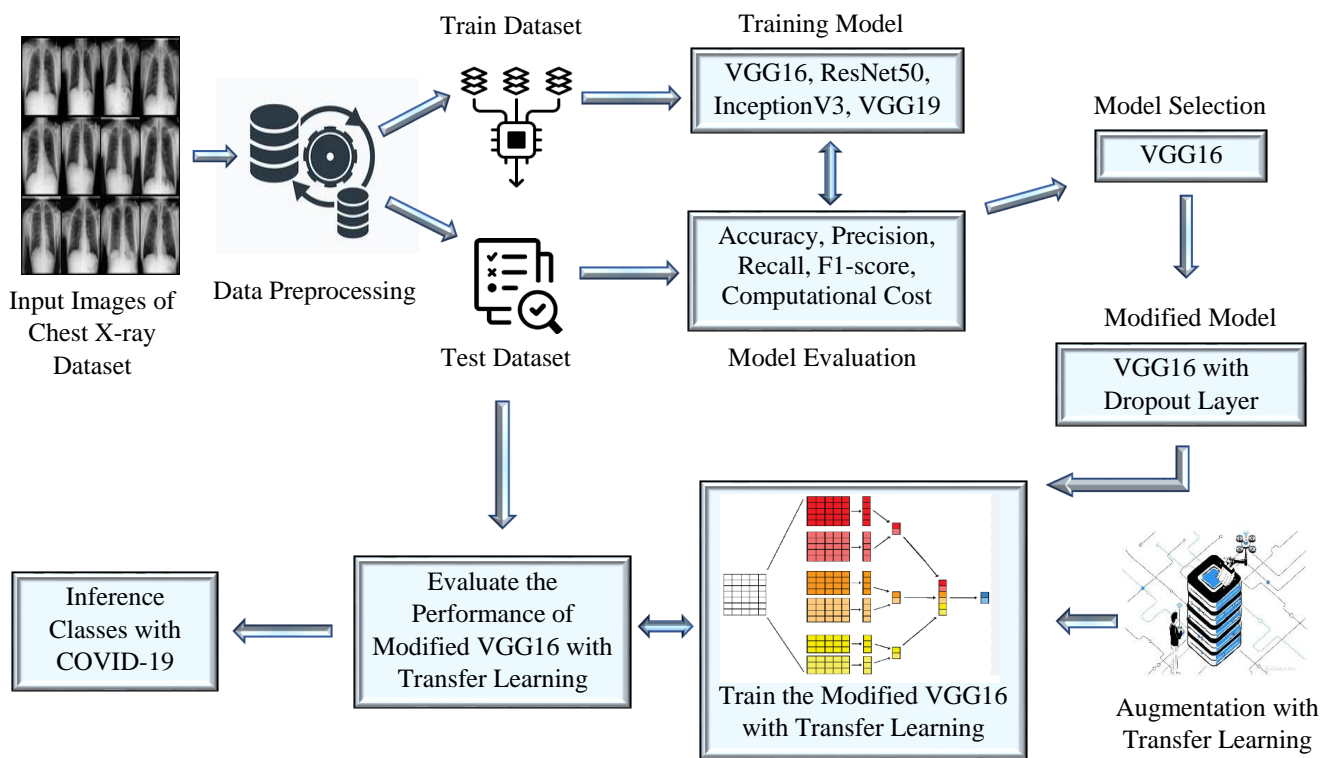 Train Dataset
Training Model
VGG16, ResNet50,
InceptionV3, VGG19
Model Selection
VGG16
Accuracy, Precision,
Recall, F1-score,
Computational Cost
Input Images of
Chest X-ray
Dataset
Data Preprocessing
Test Dataset
Model Evaluation
Modified Model
VGG16 with
Dropout Layer
Inference
Classes with
COVID-19
Evaluate the
Performance of
Modified VGG16 with
Transfer Learning
Train the Modified VGG16
with Transfer Learning
Augmentation with
Transfer Learning